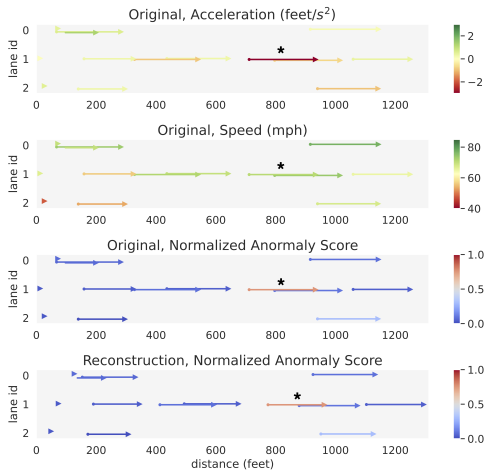 Original, Acceleration (feet/s²)
lane id
0
1
2
*
0 200 400 600 800 1000 1200
2
0
−2
Original, Speed (mph)
lane id
0
1
2
*
0 200 400 600 800 1000 1200
80
60
40
Original, Normalized Anormaly Score
lane id
0
1
2
*
0 200 400 600 800 1000 1200
1.0
0.5
0.0
Reconstruction, Normalized Anormaly Score
lane id
0
1
2
*
0 200 400 600 800 1000 1200
distance (feet)
1.0
0.5
0.0